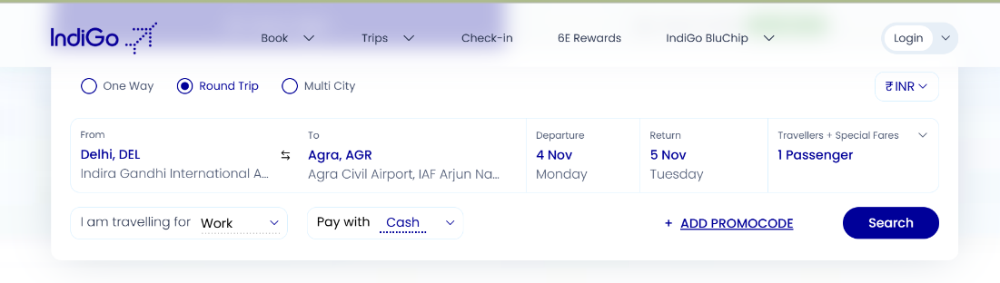 IndiGo
Book Trips Check-in 6E Rewards IndiGo BluChip Login
One Way Round Trip Multi City ₹ INR
From To Departure Return Travellers + Special Fares
Delhi, DEL Agra, AGR 4 Nov 5 Nov 1 Passenger
Indira Gandhi International A... Agra Civil Airport, IAF Arjun Na... Monday Tuesday
I am travelling for Work Pay with Cash + ADD PROMOCODE Search